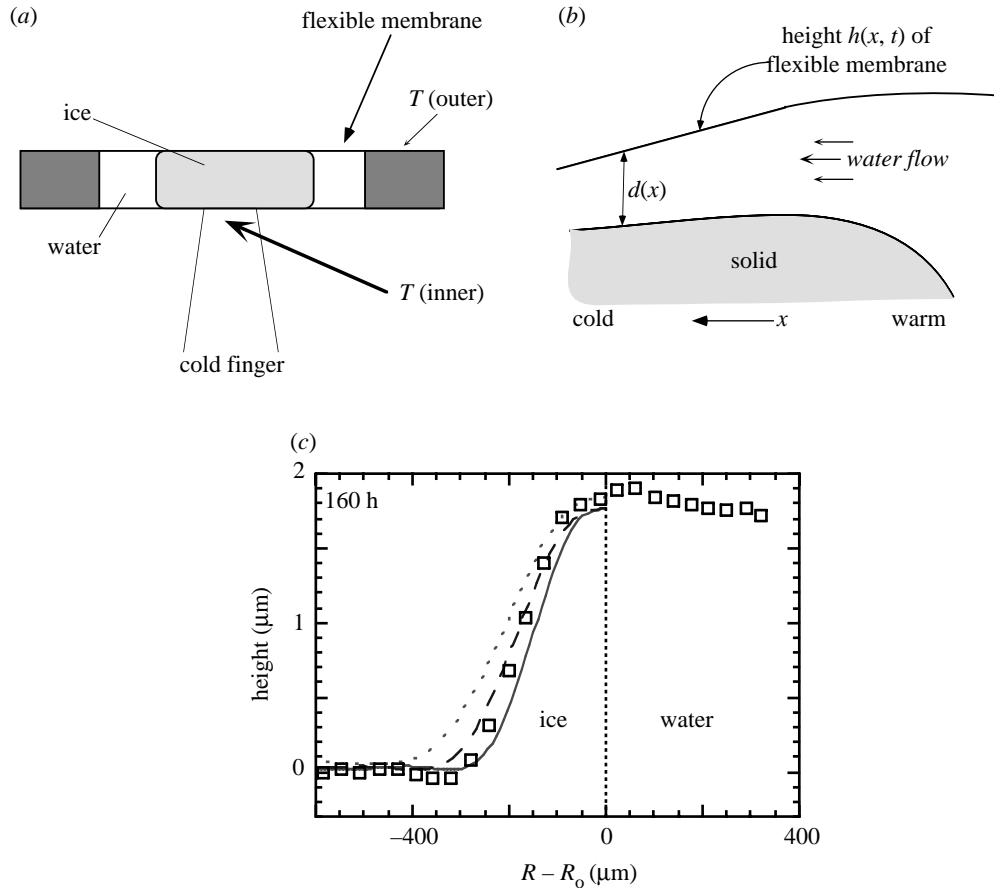 (a)
flexible membrane
T (outer)
ice
water
T (inner)
cold finger
(b)
height h(x, t) of
flexible membrane
water flow
d(x)
solid
cold
x
warm
(c)
2
160 h
1
height (μm)
ice
water
0
−400
0
400
R − Ro (μm)